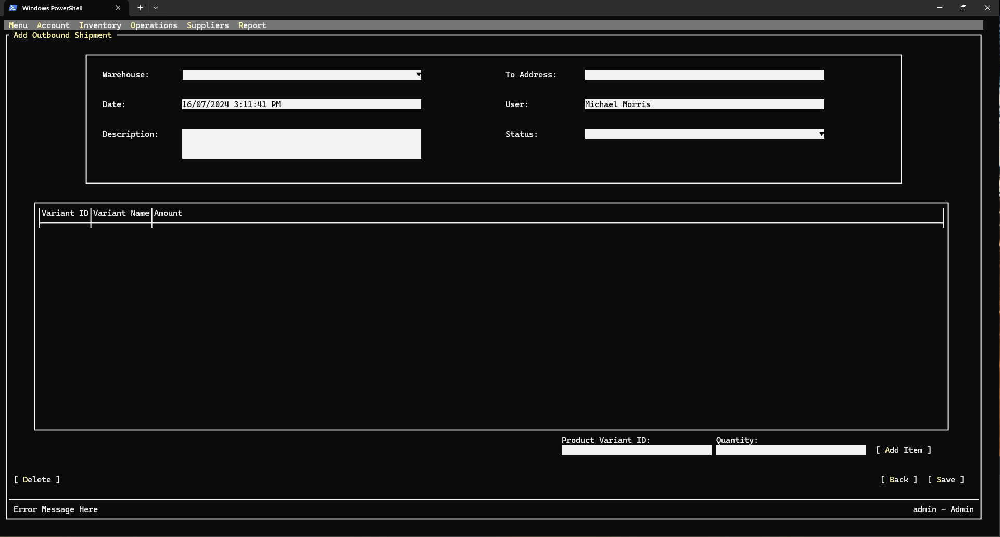 Windows PowerShell
Menu Account Inventory Operations Suppliers Report
Add Outbound Shipment
Warehouse: ▼ To Address:
Date: 16/07/2024 3:11:41 PM User: Michael Morris
Description: Status: ▼
Variant ID Variant Name Amount
Product Variant ID: Quantity:
[ Add Item ]
[ Delete ] [ Back ] [ Save ]
Error Message Here admin - Admin